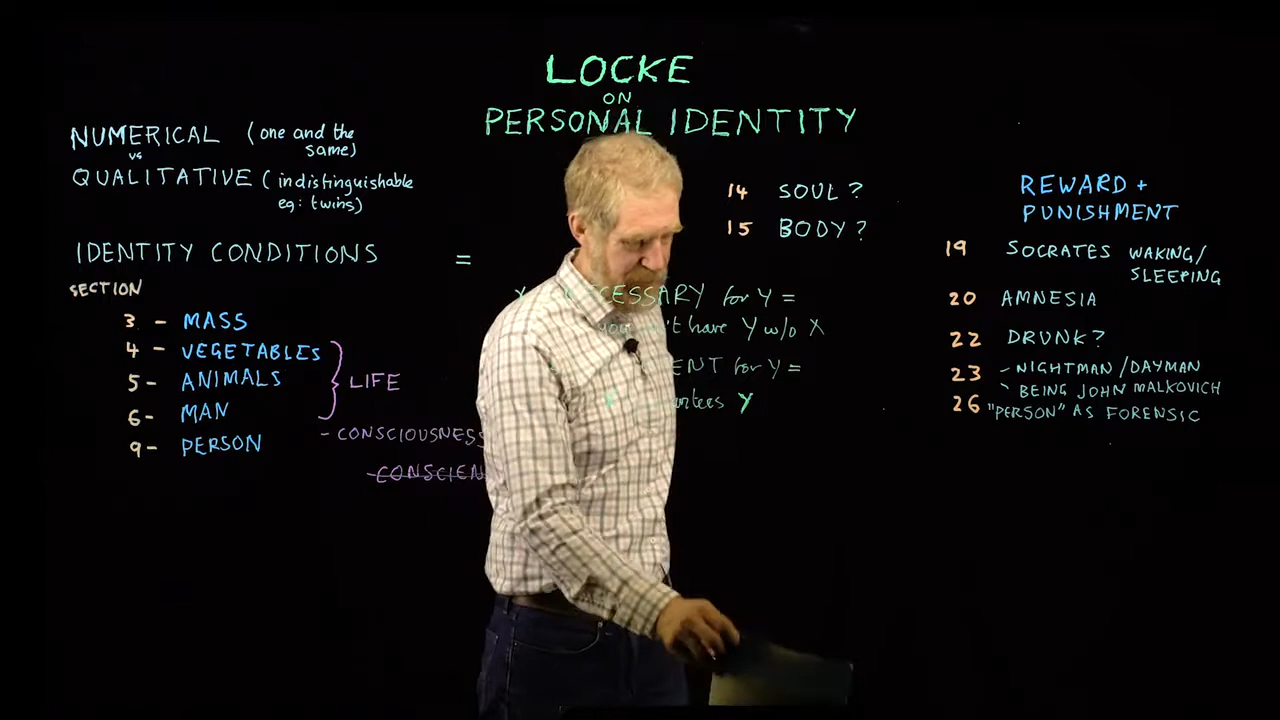 LOCKE
ON
PERSONAL IDENTITY
NUMERICAL (one and the
same)
vs
QUALITATIVE (indistinguishable
eg: twins)
IDENTITY CONDITIONS =
SECTION
3 - MASS
4 - VEGETABLES
5 - ANIMALS
6 - MAN
} LIFE
9 - PERSON
- CONSCIOUSNESS
14 SOUL?
15 BODY?
for Y =
Y w/o X
for Y =
Y
REWARD +
PUNISHMENT
19 SOCRATES WAKING/
SLEEPING
20 AMNESIA
22 DRUNK?
23 - NIGHTMAN/DAYMAN
- BEING JOHN MALKOVICH
26 "PERSON" AS FORENSIC